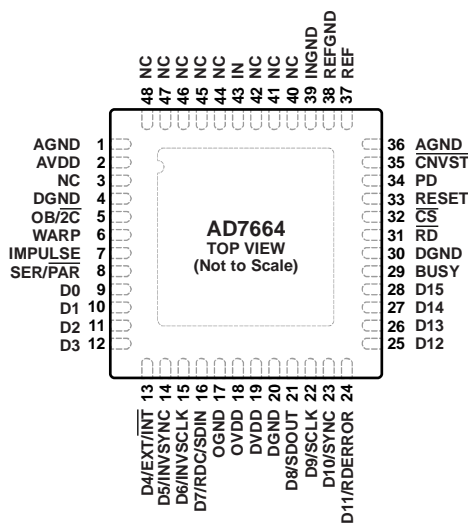 48 NC
47 NC
46 NC
45 NC
44 NC
43 IN
42 NC
41 NC
40 NC
39 INGND
38 REFGND
37 REF
AGND 1
AVDD 2
NC 3
DGND 4
OB/2C 5
WARP 6
IMPULSE 7
SER/PAR 8
D0 9
D1 10
D2 11
D3 12
AD7664
TOP VIEW
(Not to Scale)
36 AGND
35 CNVST
34 PD
33 RESET
32 CS
31 RD
30 DGND
29 BUSY
28 D15
27 D14
26 D13
25 D12
D4/EXT/INT 13
D5/INVSYNC 14
D6/INVSCLK 15
D7/RDC/SDIN 16
OGND 17
OVDD 18
DVDD 19
DGND 20
D8/SDOUT 21
D9/SCLK 22
D10/SYNC 23
D11/RDERROR 24